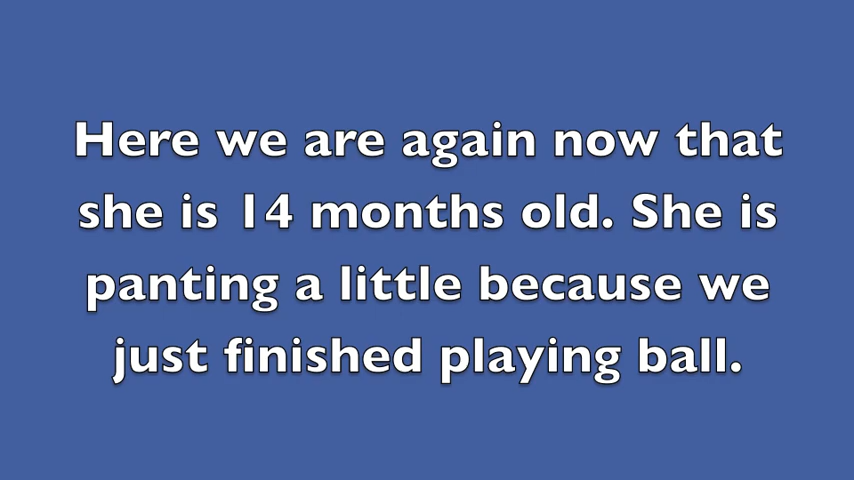 Here we are again now that
she is 14 months old. She is
panting a little because we
just finished playing ball.